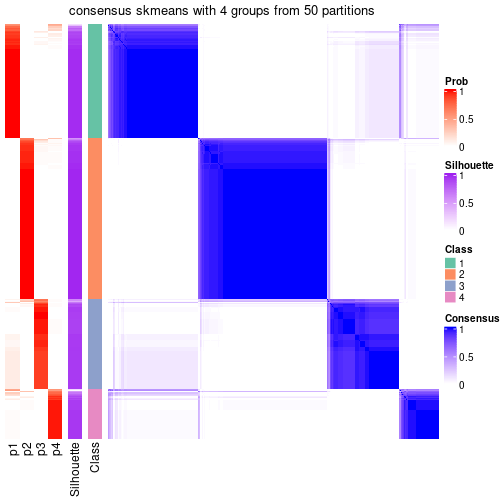 consensus skmeans with 4 groups from 50 partitions
Prob
1
0.5
0
Silhouette
1
0.5
0
Class
1
2
3
4
Consensus
1
0.5
0
p1
p2
p3
p4
Silhouette
Class